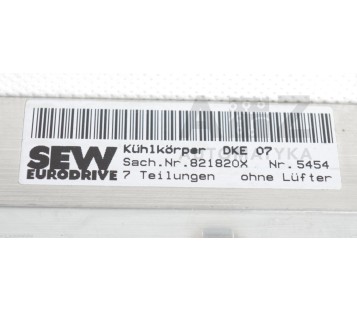 SEW
EURODRIVE
Kühlkörper DKE 07
Sach.Nr.821820X Nr.5454
7 Teilungen ohne Lüfter